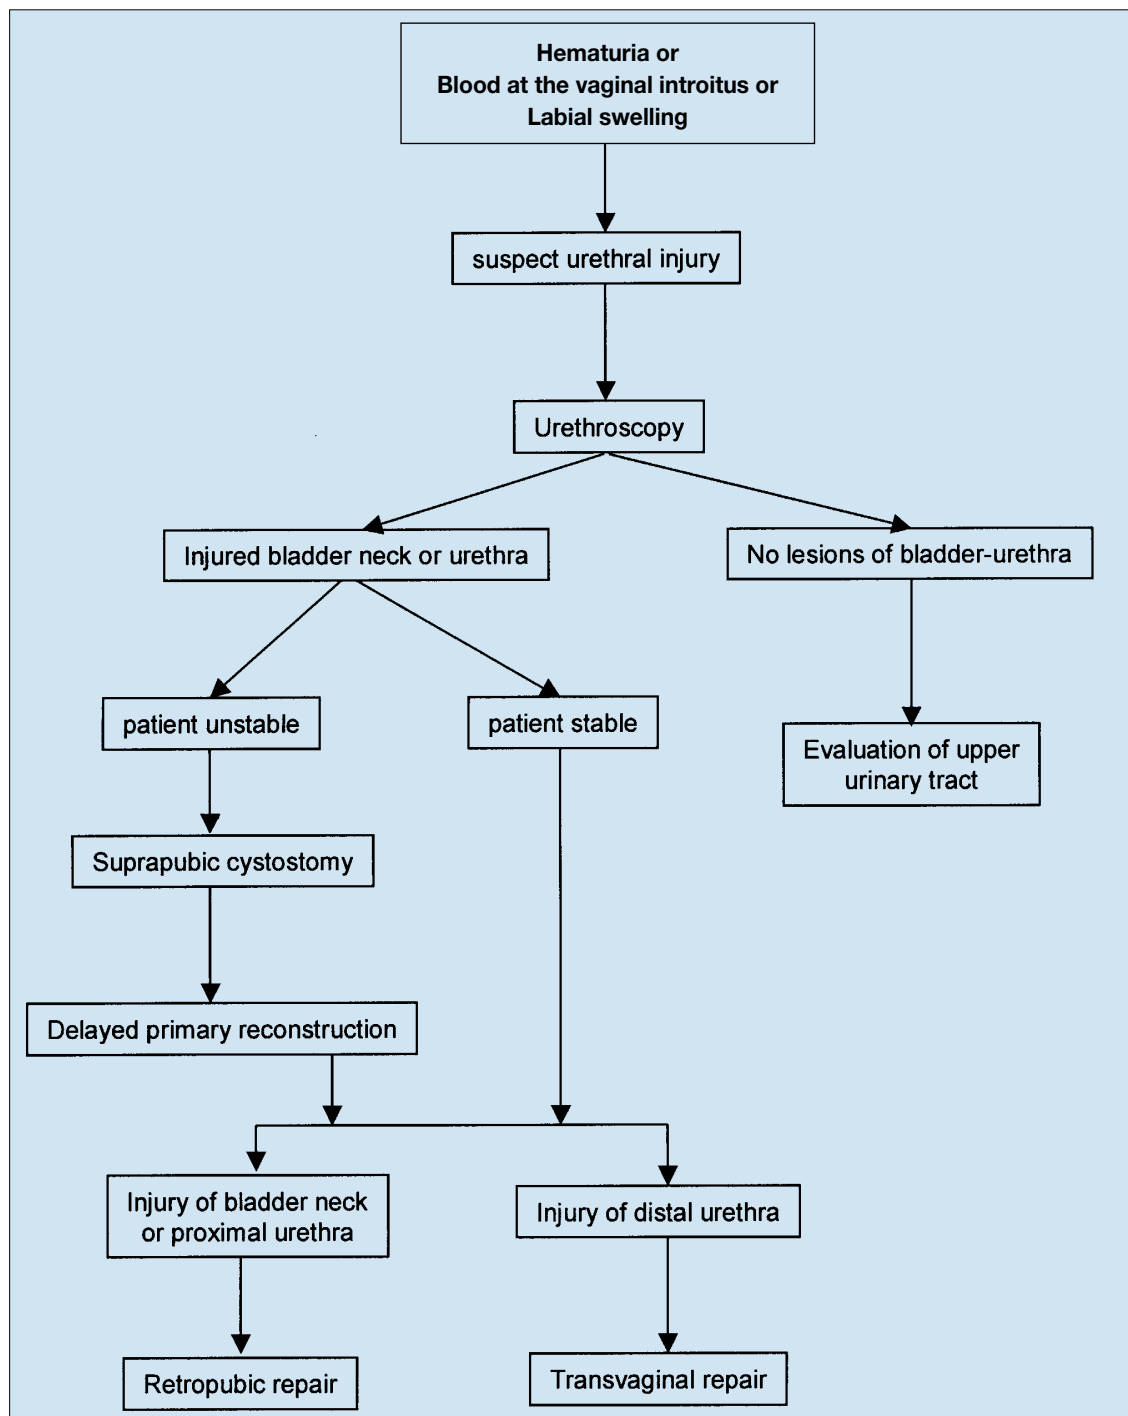 Hematuria or
Blood at the vaginal introitus or
Labial swelling
suspect urethral injury
Urethroscopy
Injured bladder neck or urethra
No lesions of bladder-urethra
patient unstable
patient stable
Evaluation of upper
urinary tract
Suprapubic cystostomy
Delayed primary reconstruction
Injury of bladder neck
or proximal urethra
Injury of distal urethra
Retropubic repair
Transvaginal repair